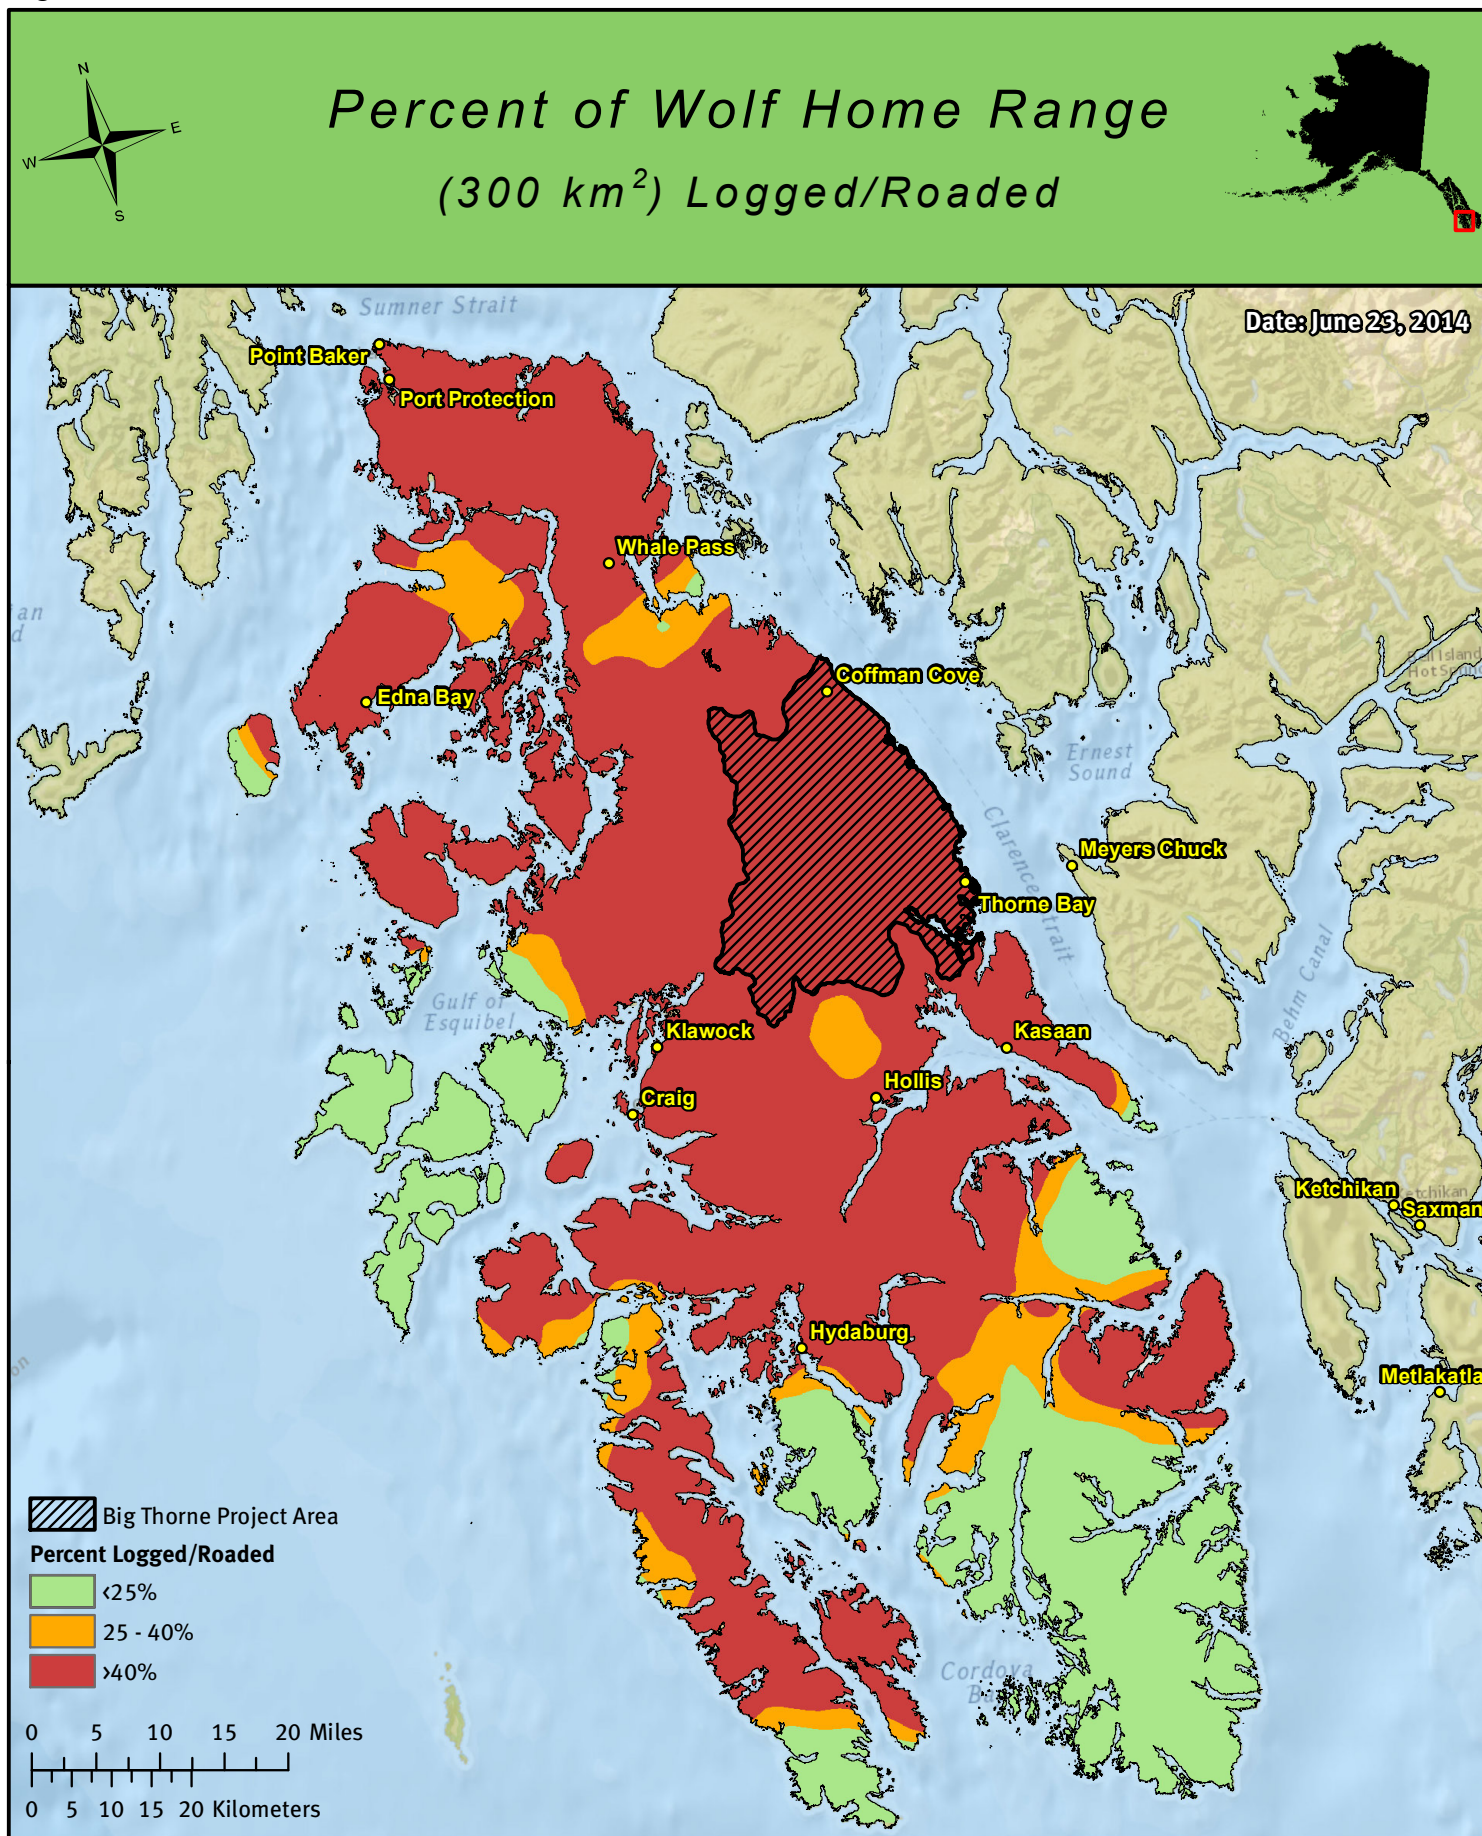 N
E
W
S
Percent of Wolf Home Range
(300 km²) Logged/Roaded
Date: June 23, 2014
Sumner Strait
Point Baker
Port Protection
Whale Pass
Coffman Cove
Edna Bay
Ernest
Sound
Clarence Strait
Meyers Chuck
Thorne Bay
Behm Canal
Gulf of
Esquibel
Klawock
Kasaan
Hollis
Craig
Ketchikan
Ketchikan
Saxman
Hydaburg
Metlakatla
Cordova
Big Thorne Project Area
Percent Logged/Roaded
<25%
25 - 40%
>40%
0 5 10 15 20 Miles
0 5 10 15 20 Kilometers